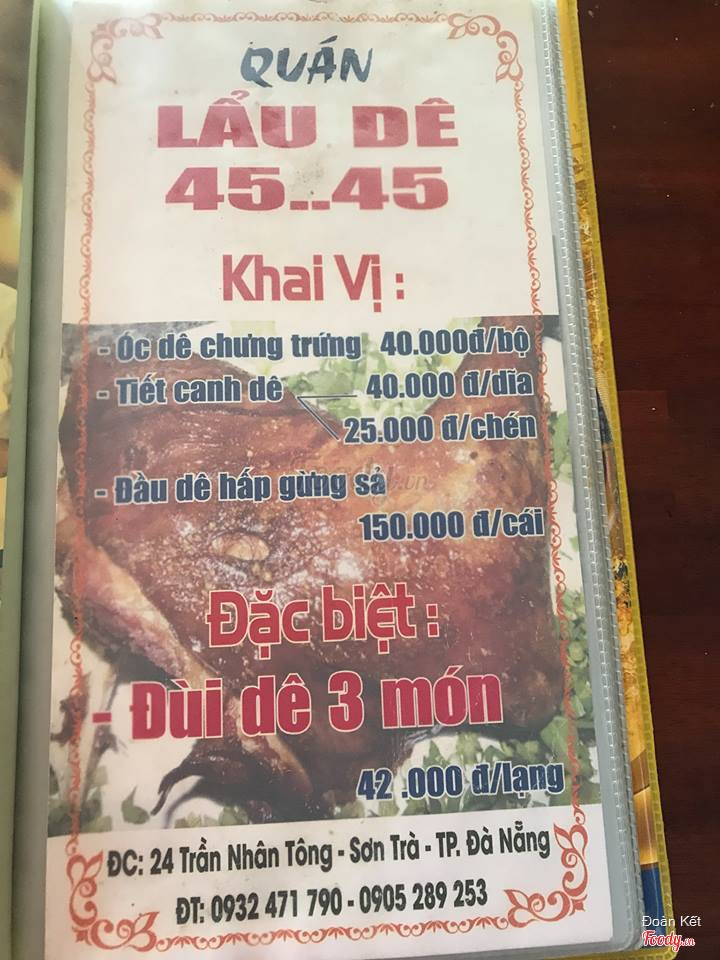 QUÁN
LẨU DÊ
45..45
Khai Vị :
- Óc dê chưng trứng 40.000đ/bộ
- Tiết canh dê 40.000 đ/dĩa
25.000 đ/chén
- Đầu dê hấp gừng sả
150.000 đ/cái
Đặc biệt :
- Đùi dê 3 món
42 .000 đ/lạng
ĐC: 24 Trần Nhân Tông - Sơn Trà - TP. Đà Nẵng
ĐT: 0932 471 790 - 0905 289 253
Đoàn Kết
Foody.vn